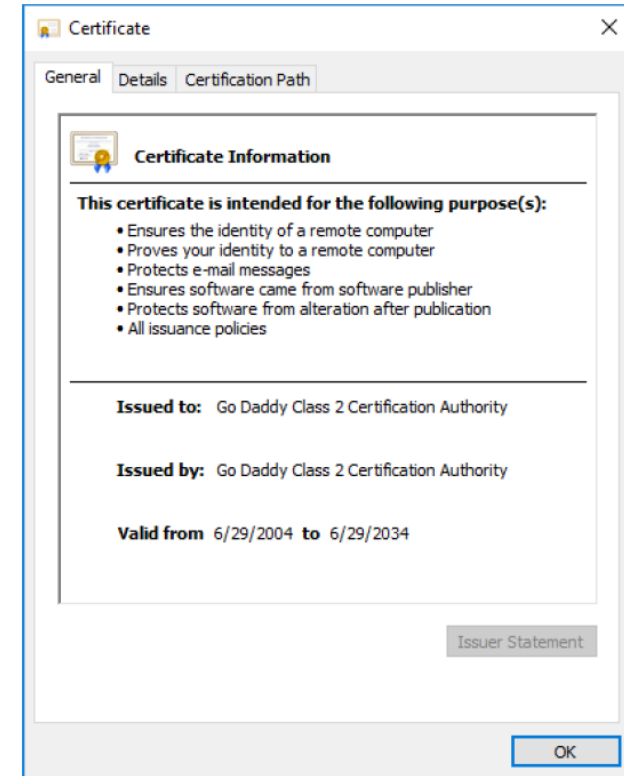 Certificate
General Details Certification Path
Certificate Information
This certificate is intended for the following purpose(s):
• Ensures the identity of a remote computer
• Proves your identity to a remote computer
• Protects e-mail messages
• Ensures software came from software publisher
• Protects software from alteration after publication
• All issuance policies
Issued to: Go Daddy Class 2 Certification Authority
Issued by: Go Daddy Class 2 Certification Authority
Valid from 6/29/2004 to 6/29/2034
Issuer Statement
OK